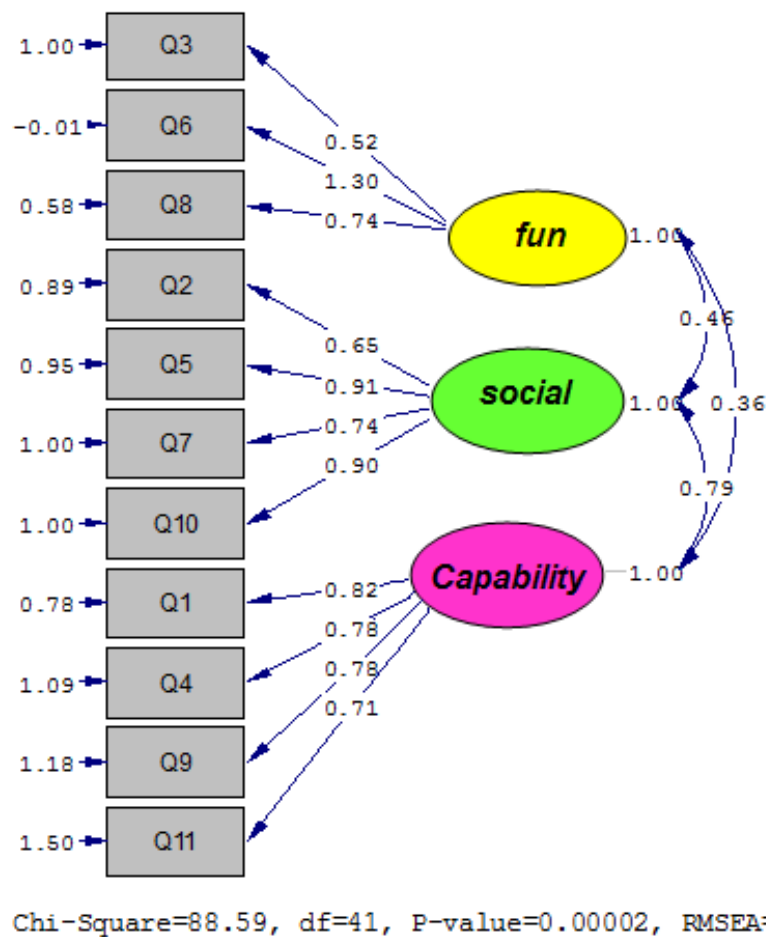 1.00 Q3
-0.01 Q6
0.52
1.30
0.58 Q8
0.74
fun 1.00
0.89 Q2
0.46
0.65
0.95 Q5
0.91
social 1.00 0.36
1.00 Q7
0.74
0.90
0.79
1.00 Q10
Capability 1.00
0.78 Q1
0.82
0.78
1.09 Q4
0.78
0.71
1.18 Q9
1.50 Q11
Chi-Square=88.59, df=41, P-value=0.00002, RMSEA=